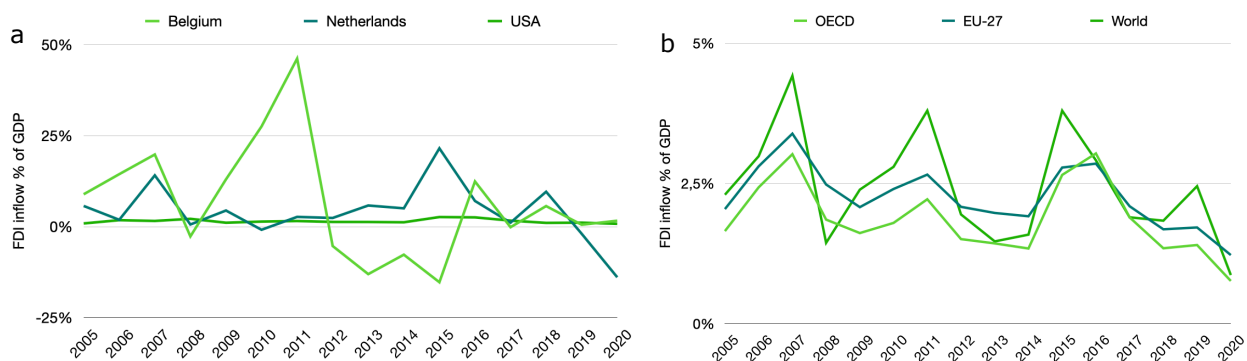 a
Belgium Netherlands USA
FDI inflow % of GDP
50%
25%
0%
-25%
2005 2006 2007 2008 2009 2010 2011 2012 2013 2014 2015 2016 2017 2018 2019 2020
b
OECD EU-27 World
FDI inflow % of GDP
5%
2,5%
0%
2005 2006 2007 2008 2009 2010 2011 2012 2013 2014 2015 2016 2017 2018 2019 2020